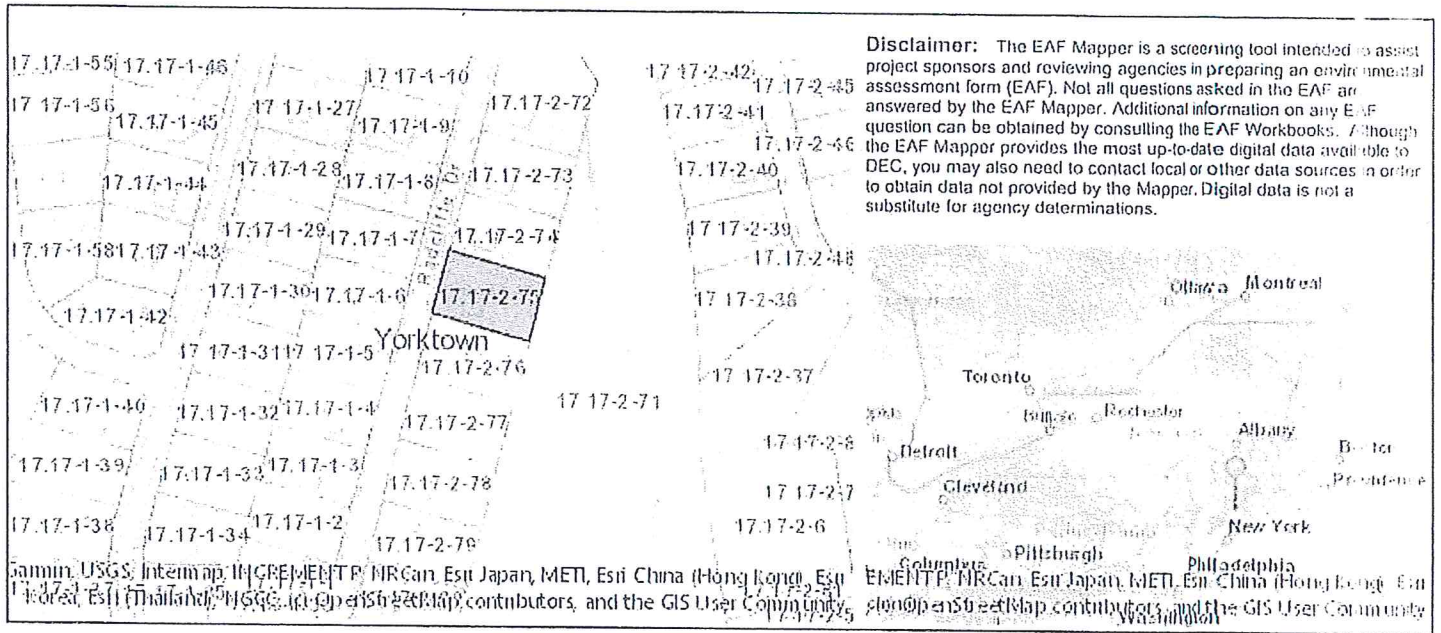 17.17-1-55 17.17-1-46
17 17-1-10
17 17-2-42
17.17-2-45
17 17-1-56
17.17-1-45
17 17-1-27
17.17-1-9
17.17-2-72
17.17-2-41
17.17-2-46
17.17-1-44
17.17-1-28
17.17-1-8
17.17-2-73
17.17-2-40
17.17-1-58 17.17-1-43
17.17-1-29
17.17-1-7
17.17-2-74
17 17-2-39
17.17-2-48
17.17-1-30
17.17-1-6
17.17-2-75
17 17-2-38
17.17-1-42
Yorktown
17 17-1-31
17 17-1-5
17.17-2-76
17 17-2-37
17.17-1-40
17.17-1-32
17.17-1-4
17.17-2-77
17 17-2-71
17.17-1-39
17.17-1-33
17.17-1-3
17.17-2-78
17 17-2-8
17.17-1-38
17.17-1-34
17.17-1-2
17.17-2-79
17 17-2-7
17.17-2-6
Garmin, USGS, Intermap, INCREMENT P, NRCan, Esri Japan, METI, Esri China (Hong Kong), Esri
Korea, Esri (Thailand), NGCC, (c) OpenStreetMap contributors, and the GIS User Community
Disclaimer: The EAF Mapper is a screening tool intended to assist
project sponsors and reviewing agencies in preparing an environmental
assessment form (EAF). Not all questions asked in the EAF are
answered by the EAF Mapper. Additional information on any EAF
question can be obtained by consulting the EAF Workbooks. Although
the EAF Mapper provides the most up-to-date digital data available to
DEC, you may also need to contact local or other data sources in order
to obtain data not provided by the Mapper. Digital data is not a
substitute for agency determinations.
Ottawa
Montreal
Toronto
Buffalo
Rochester
Albany
Detroit
Boston
Providence
Cleveland
New York
Pittsburgh
Columbus
Philadelphia
EMENT P, NRCan, Esri Japan, METI, Esri China (Hong Kong), Esri
OpenStreetMap contributors, and the GIS User Community
Washington